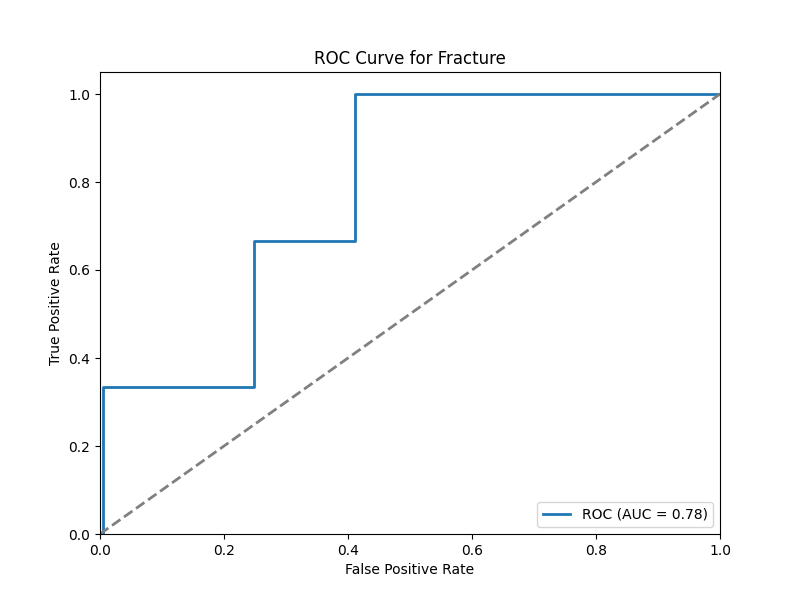 ROC Curve for Fracture
True Positive Rate
1.0
0.8
0.6
0.4
0.2
0.0
ROC (AUC = 0.78)
0.0 0.2 0.4 0.6 0.8 1.0
False Positive Rate